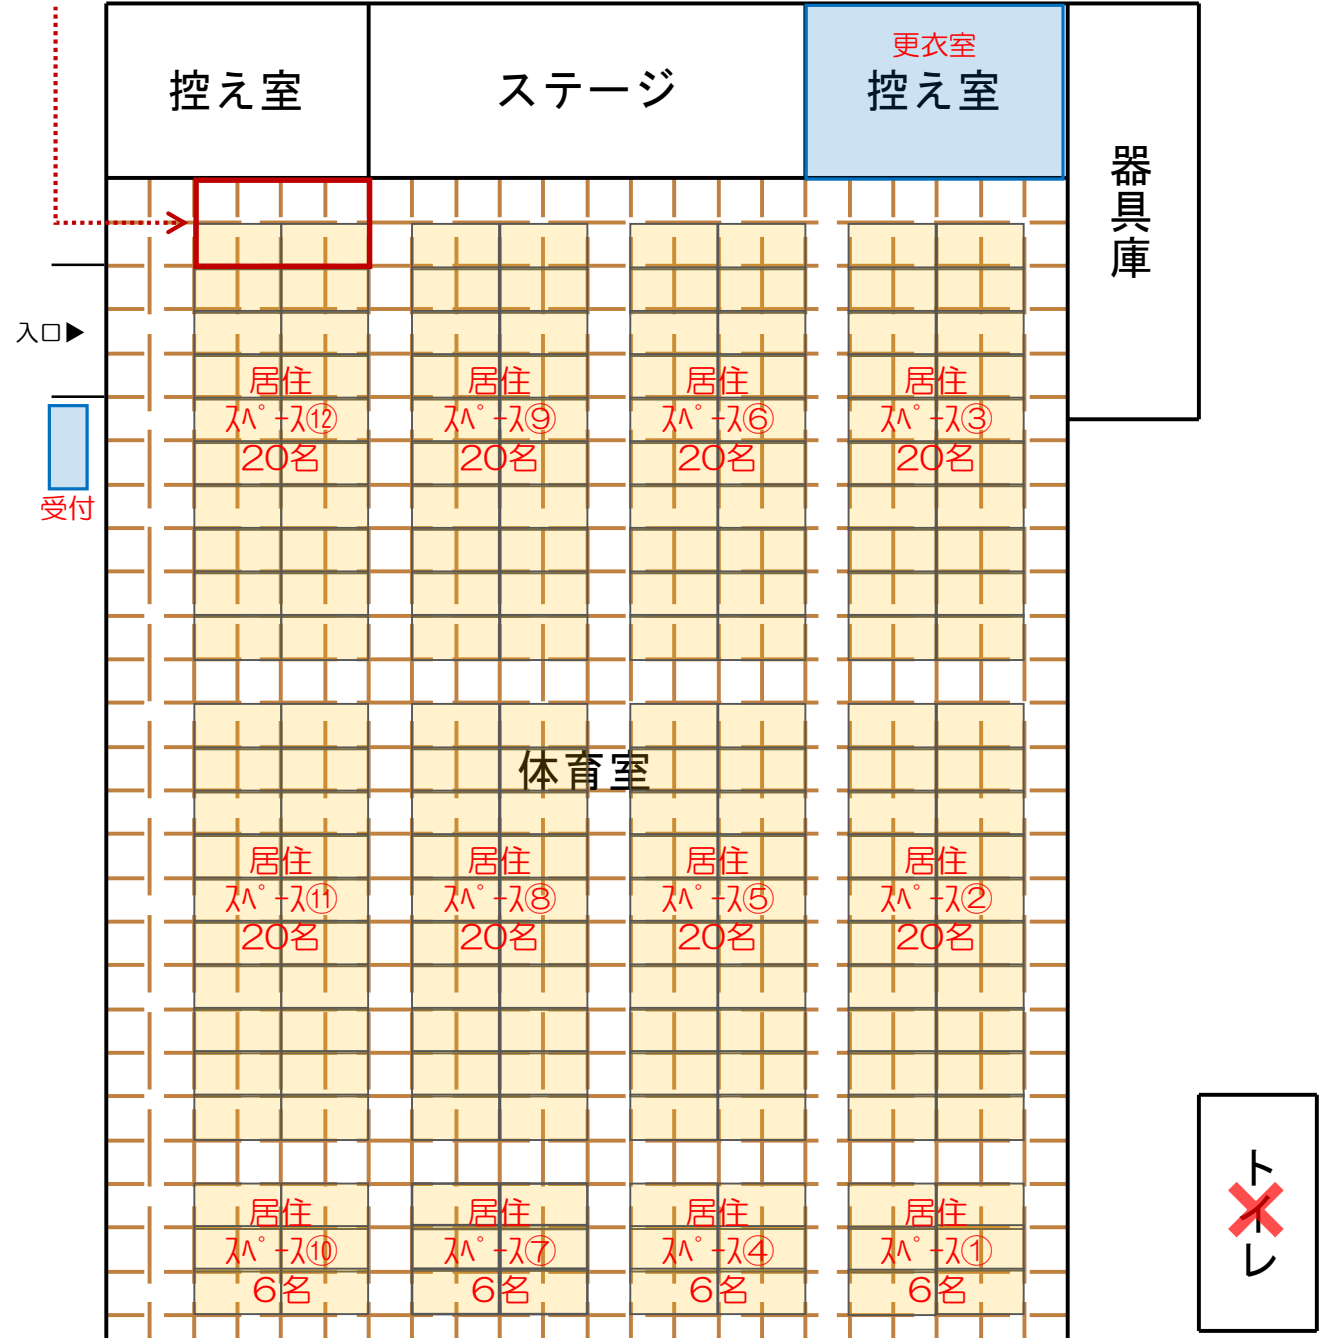 更衣室
控え室
ステージ
控え室
器具庫
入口▶
居住
ｽﾍﾟｰｽ⑫
20名
居住
ｽﾍﾟｰｽ⑨
20名
居住
ｽﾍﾟｰｽ⑥
20名
居住
ｽﾍﾟｰｽ③
20名
受付
体育室
居住
ｽﾍﾟｰｽ⑪
20名
居住
ｽﾍﾟｰｽ⑧
20名
居住
ｽﾍﾟｰｽ⑤
20名
居住
ｽﾍﾟｰｽ②
20名
居住
ｽﾍﾟｰｽ⑩
6名
居住
ｽﾍﾟｰｽ⑦
6名
居住
ｽﾍﾟｰｽ④
6名
居住
ｽﾍﾟｰｽ①
6名
トイレ